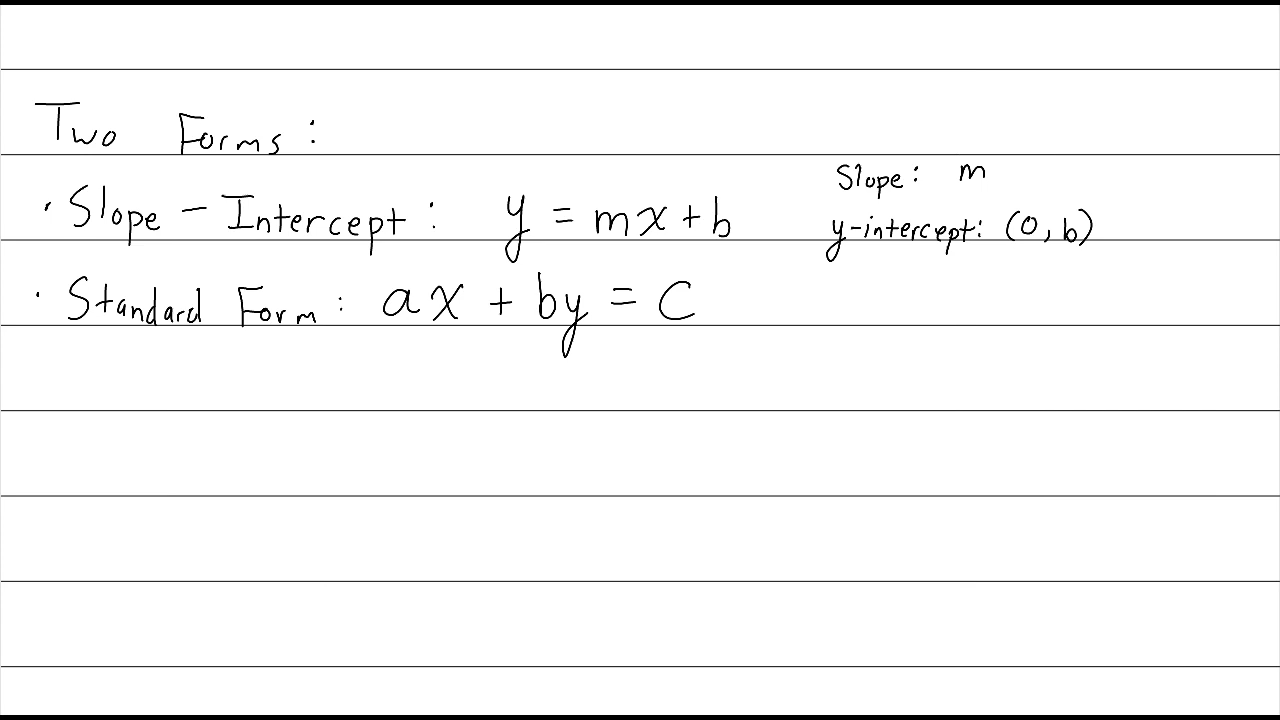 Two Forms:
· Slope - Intercept: y = mx + b
Slope: m
y-intercept: (0, b)
· Standard Form: ax + by = c